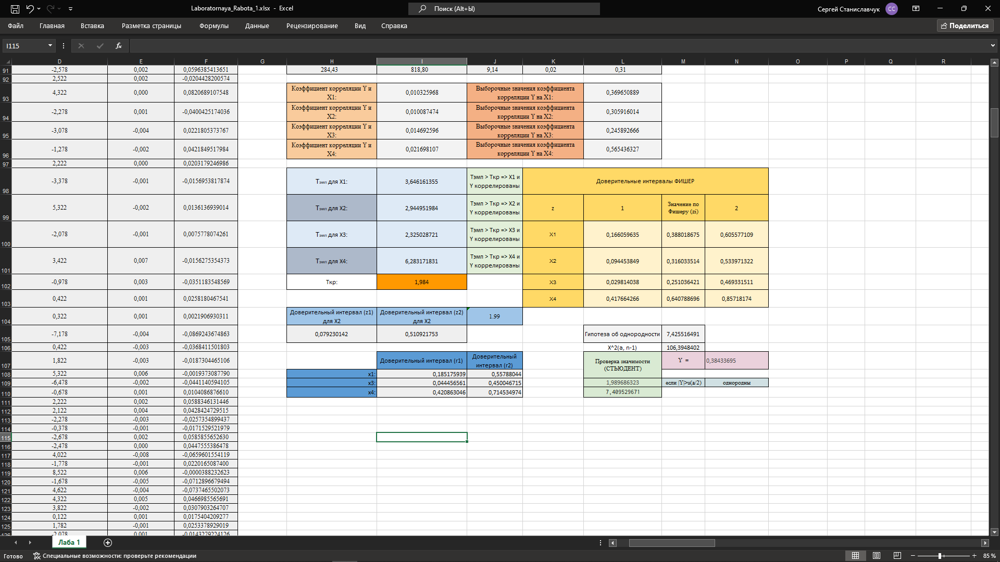 Laboratornaya_Rabota_1.xlsx - Excel
Поиск (Alt+Ы)
Сергей Станиславчук
СС
Файл Главная Вставка Разметка страницы Формулы Данные Рецензирование Вид Справка
Поделиться
I115
fx
D E F G H I J K L M N O P Q R
91 -2,578 0,002 0,0596385413651 284,43 818,80 9,14 0,02 0,31
92 2,522 0,002 -0,0204428200574
93 4,322 0,000 0,0820689107548 Коэффициент корреляции Y и X1: 0,010325968 Выборочные значения коэффициента корреляции Y на X1: 0,369650889
94 -2,278 0,001 -0,0400425174036 Коэффициент корреляции Y и X2: 0,010087474 Выборочные значения коэффициента корреляции Y на X2: 0,305916014
95 -3,078 -0,004 0,0221805373767 Коэффициент корреляции Y и X3: 0,014692596 Выборочные значения коэффициента корреляции Y на X3: 0,245892666
96 -1,278 -0,002 0,0421849517984 Коэффициент корреляции Y и X4: 0,021698107 Выборочные значения коэффициента корреляции Y на X4: 0,565436327
97 2,222 0,000 0,0203179246986
98 -3,378 -0,001 -0,0156953817874 Тэмп для X1: 3,646161355 Тэмп > Ткр => X1 и Y коррелированы Доверительные интервалы ФИШЕР
99 5,322 -0,002 0,0136136939014 Тэмп для X2: 2,944951984 Тэмп > Ткр => X2 и Y коррелированы z 1 Значение по Фишеру (zi) 2
100 -2,078 -0,001 0,0075778074261 Тэмп для X3: 2,325028721 Тэмп > Ткр => X3 и Y коррелированы X1 0,166059635 0,388018675 0,605577109
101 3,422 0,007 -0,0156275354373 Тэмп для X4: 6,283171831 Тэмп > Ткр => X4 и Y коррелированы X2 0,094453849 0,316033514 0,533971322
102 -0,978 0,003 -0,0351183548569 Ткр: 1,984 X3 0,029814038 0,251036421 0,469331511
103 0,422 0,001 0,0258180467541 X4 0,417664266 0,640788696 0,85718174
104 0,322 0,001 0,0021906930311 Доверительный интервал (z1) для X2 Доверительный интервал (z2) для X2 1.99
105 -7,178 -0,004 -0,0869243674863 0,079230142 0,510921753 Гипотеза об однородности 7,425516491
106 0,422 -0,003 -0,0368411501803 X^2(a, n-1) 106,3948402
107 1,822 -0,003 -0,0187304465106 Доверительный интервал (r1) Доверительный интервал (r2) Проверка значимости (СТЬЮДЕНТ) Y = 0,38433695
108 5,322 0,006 -0,0019373087790 x1: 0,185175939 0,55788044
109 -6,478 -0,002 -0,0441140594105 x3: 0,044456561 0,450046715 1,989686323 если |Y|>u(a/2) однородны
110 -0,678 0,001 0,0104086876610 x4: 0,420863046 0,714534974 7,409529671
111 2,222 0,002 0,0588346131446
112 2,122 0,004 0,0428424729515
113 -2,278 -0,003 -0,0257354899437
114 -0,378 -0,001 -0,0171529521979
115 -2,678 0,002 0,0585855652630
116 -2,478 0,000 0,0447555386478
117 4,022 -0,008 -0,0659601554119
118 -1,778 -0,001 0,0220165087400
119 8,522 0,006 -0,0000388232623
120 -1,678 -0,005 -0,0712896679494
121 4,622 -0,004 -0,0737465502073
122 4,322 0,005 0,0466985565691
123 3,822 -0,002 0,0307903264707
124 0,122 0,001 0,0175404209277
125 1,782 -0,001 0,0253378929019
126 -2,078 0,001 -0,0143279224126
Лаба 1
Готово
Специальные возможности: проверьте рекомендации
85 %